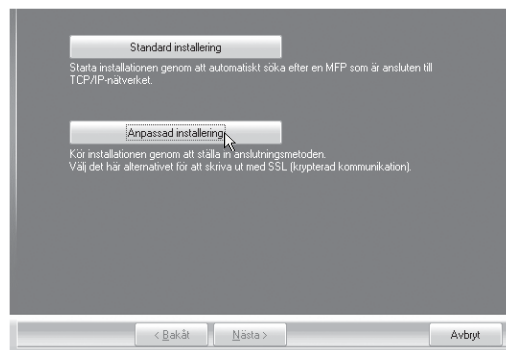 Standard installering
Starta installationen genom att automatiskt söka efter en MFP som är ansluten till
TCP/IP-nätverket.
Anpassad installering
Kör installationen genom att ställa in anslutningsmetoden.
Välj det här alternativet för att skriva ut med SSL (krypterad kommunikation).
< Bakåt Nästa > Avbryt